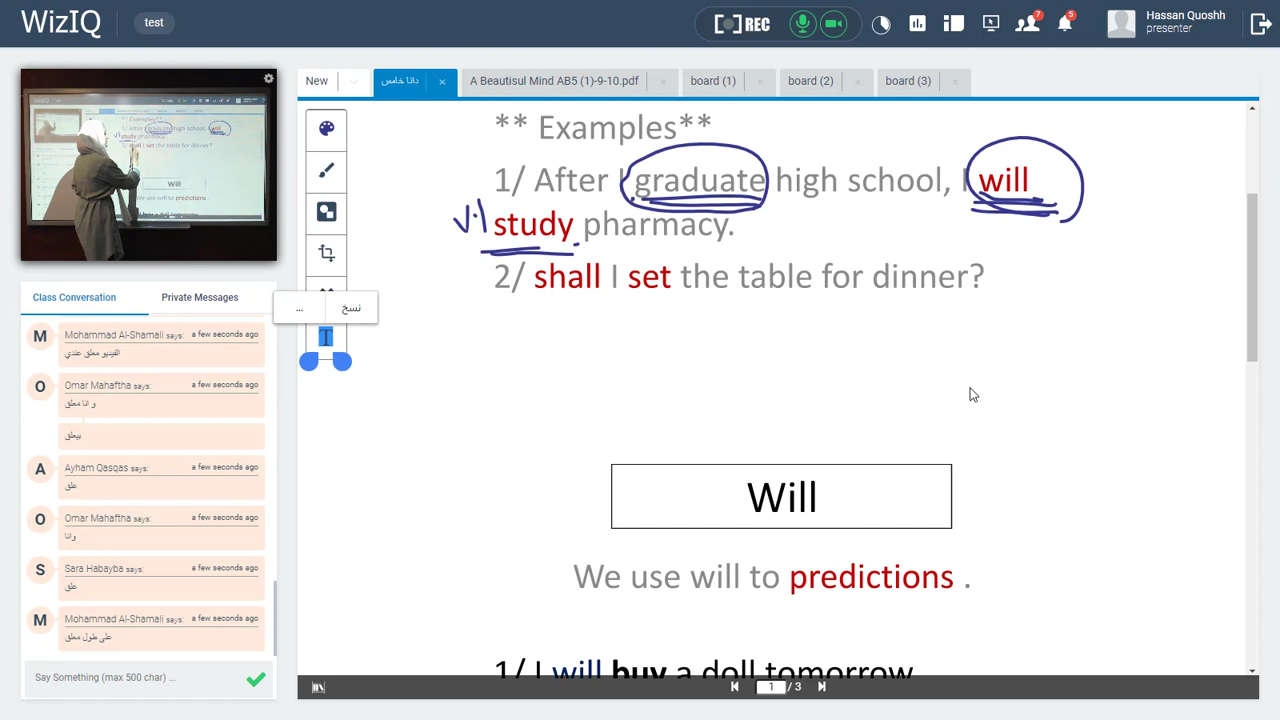 WizIQ
test
REC
7
5
Hassan Quoshh
presenter
New
داتا خامس
A Beautisul Mind AB5 (1)-9-10.pdf
board (1)
board (2)
board (3)
** Examples**
1/ After I graduate high school, I will
v.1 study pharmacy.
2/ shall I set the table for dinner?
...
نسخ
Will
We use will to predictions .
1/ I will buy a doll tomorrow
1 / 3
Class Conversation
Private Messages
M
Mohammad Al-Shamali says:
a few seconds ago
الفيديو معلق عندي
O
Omar Mahaftha says:
a few seconds ago
و انا معلق
بيعلق
A
Ayham Qasqas says:
a few seconds ago
علق
O
Omar Mahaftha says:
a few seconds ago
وانا
S
Sara Habayba says:
a few seconds ago
علق
M
Mohammad Al-Shamali says:
a few seconds ago
على طول معلق
Say Something (max 500 char) ...